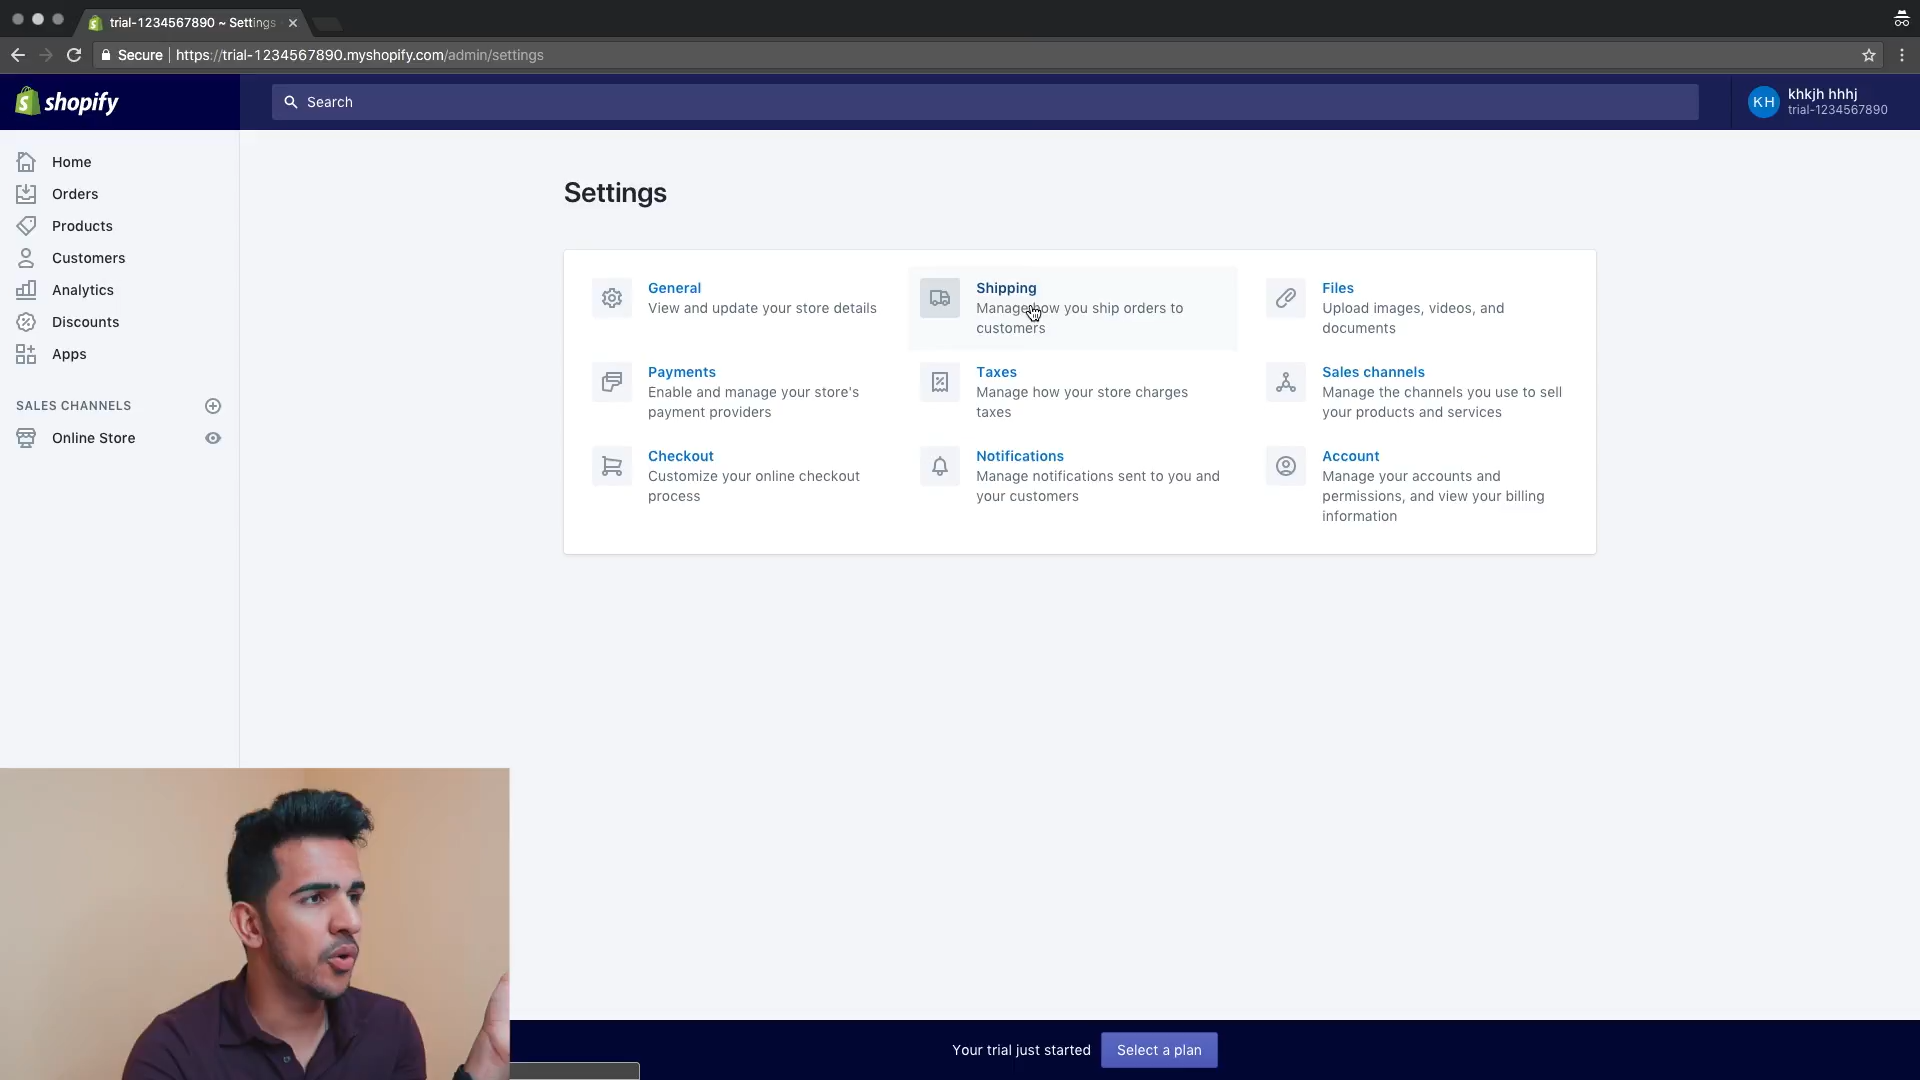 trial-1234567890 ~ Settings
Secure https://trial-1234567890.myshopify.com/admin/settings
shopify
Search
KH
khkjh hhhj
trial-1234567890
Home
Orders
Products
Customers
Analytics
Discounts
Apps
SALES CHANNELS
Online Store
Settings
General
View and update your store details
Shipping
Manage how you ship orders to
customers
Files
Upload images, videos, and
documents
Payments
Enable and manage your store's
payment providers
Taxes
Manage how your store charges
taxes
Sales channels
Manage the channels you use to sell
your products and services
Checkout
Customize your online checkout
process
Notifications
Manage notifications sent to you and
your customers
Account
Manage your accounts and
permissions, and view your billing
information
Your trial just started
Select a plan